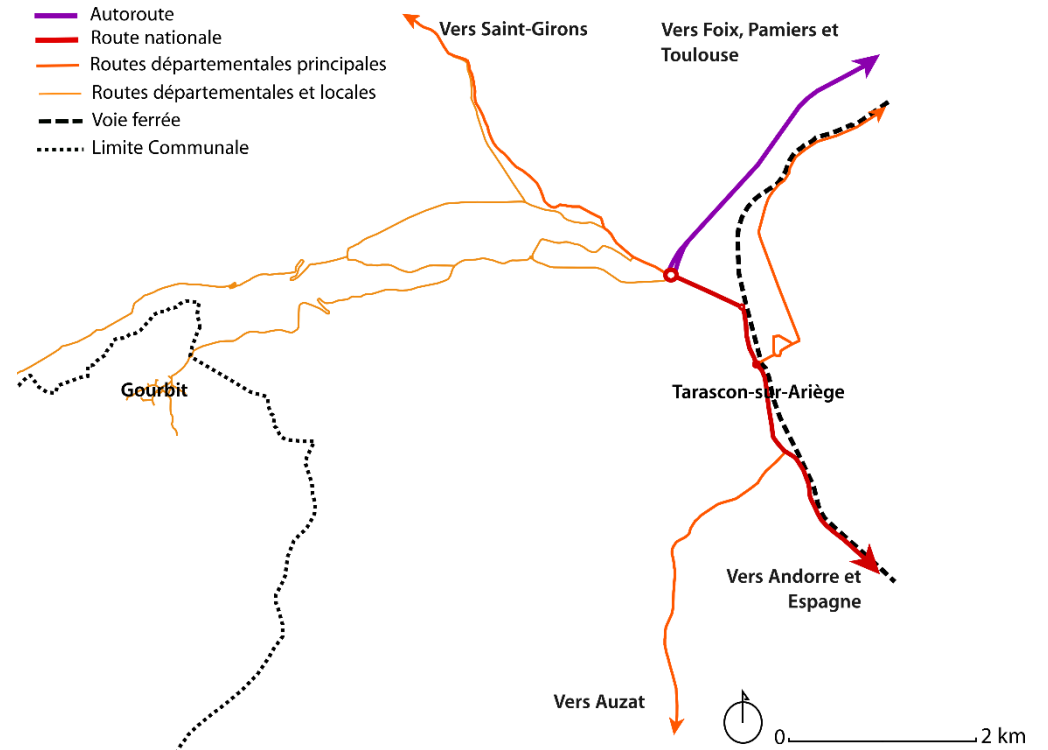 Autoroute
Route nationale
Routes départementales principales
Routes départementales et locales
Voie ferrée
Limite Communale
Vers Saint-Girons
Vers Foix, Pamiers et
Toulouse
Gourbit
Tarascon-sur-Ariège
Vers Andorre et
Espagne
Vers Auzat
0 2 km